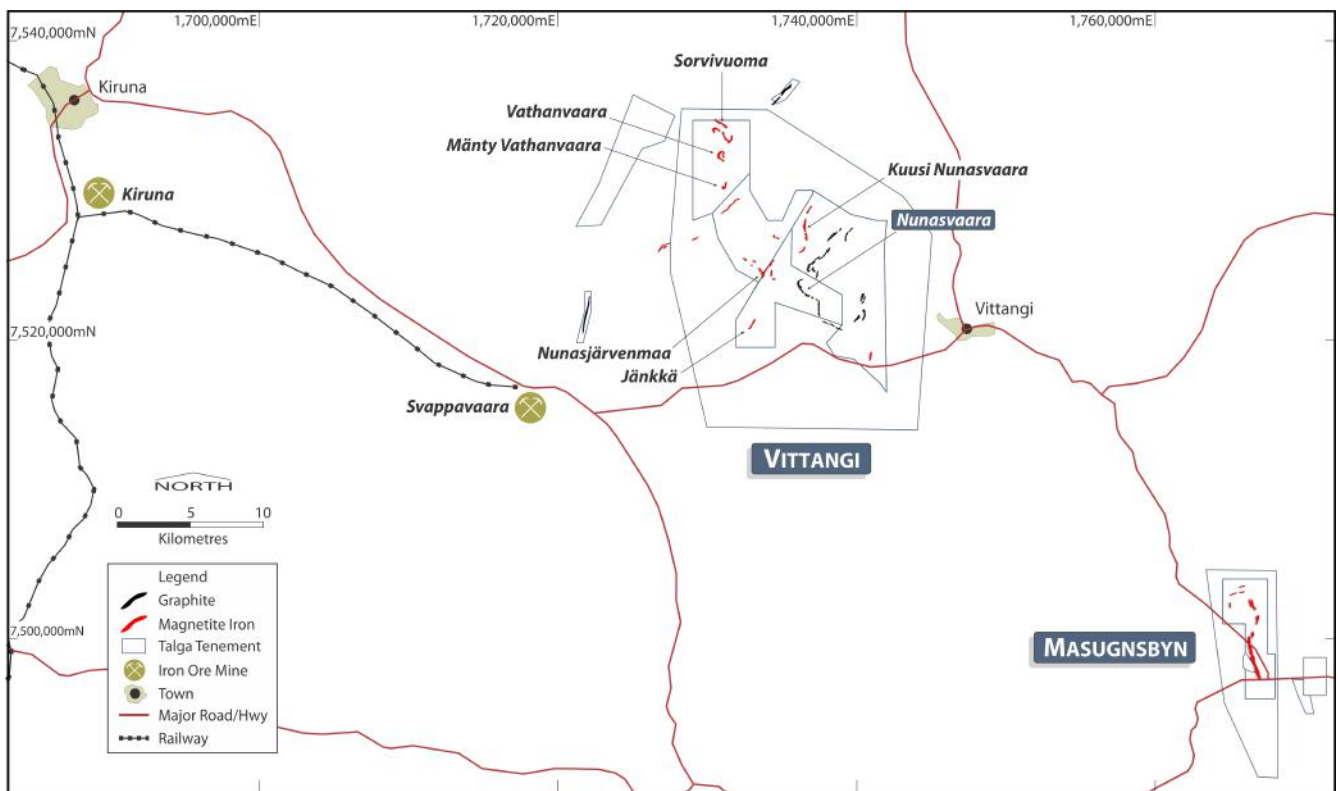 1,700,000mE
1,720,000mE
1,740,000mE
1,760,000mE
7,540,000mN
Kiruna
Sorvivuoma
Vathanvaara
Mänty Vathanvaara
Kuusi Nunasvaara
Kiruna
Nunasvaara
Vittangi
7,520,000mN
Nunasjärvenmaa
Jänkkä
Svappavaara
VITTANGI
NORTH
0 5 10
Kilometres
Legend
Graphite
Magnetite Iron
Talga Tenement
Iron Ore Mine
Town
Major Road/Hwy
Railway
7,500,000mN
MASUGNSBYN